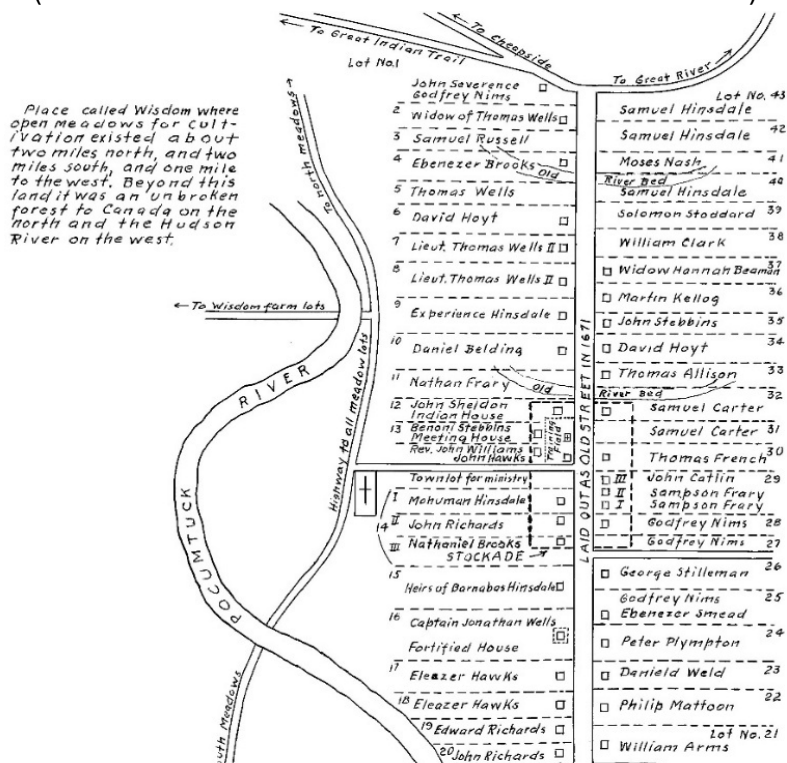 To Great Indian Trail
To Cheapside
To Great River
Lot No.1
Place called Wisdom where
open meadows for cult-
ivation existed about
two miles north, and two
miles south, and one mile
to the west. Beyond this
land it was an unbroken
forest to Canada on the
north and the Hudson
River on the west.
To north meadows
← To Wisdom farm lots
RIVER
POCUMTUCK
Highway to all meadow lots
outh Meadows
John Severence
Godfrey Nims
2 Widow of Thomas Wells
3 Samuel Russell
4 Ebenezer Brooks
Old
5 Thomas Wells
6 David Hoyt
7 Lieut. Thomas Wells II
8 Lieut. Thomas Wells II
9 Experience Hinsdale
10 Daniel Belding
11 Nathan Frary
Old
12 John Sheldon
Indian House
13 Benoni Stebbins
Meeting House
Rev. John Williams
John Hawks
Training
Field
Town lot for ministry
14
I Mehuman Hinsdale
II John Richards
III Nathaniel Brooks
STOCKADE
15
Heirs of Barnabas Hinsdale
16 Captain Jonathan Wells
Fortified House
17
Eleazer Hawks
18 Eleazer Hawks
19 Edward Richards
20 John Richards
LAID OUT AS OLD STREET IN 1671
Lot No. 43
Samuel Hinsdale
Samuel Hinsdale 42
Moses Nash 41
River Bed
Samuel Hinsdale 40
Solomon Stoddard 39
William Clark 38
Widow Hannah Beaman 37
Martin Kellog 36
John Stebbins 35
David Hoyt 34
Thomas Allison 33
River Bed
32
Samuel Carter
Samuel Carter 31
Thomas French 30
III John Catlin 29
II Sampson Frary
I Sampson Frary
Godfrey Nims 28
Godfrey Nims 27
George Stilleman 26
Godfrey Nims 25
Ebenezer Smead
Peter Plympton 24
Danield Weld 23
Philip Mattoon 22
Lot No. 21
William Arms